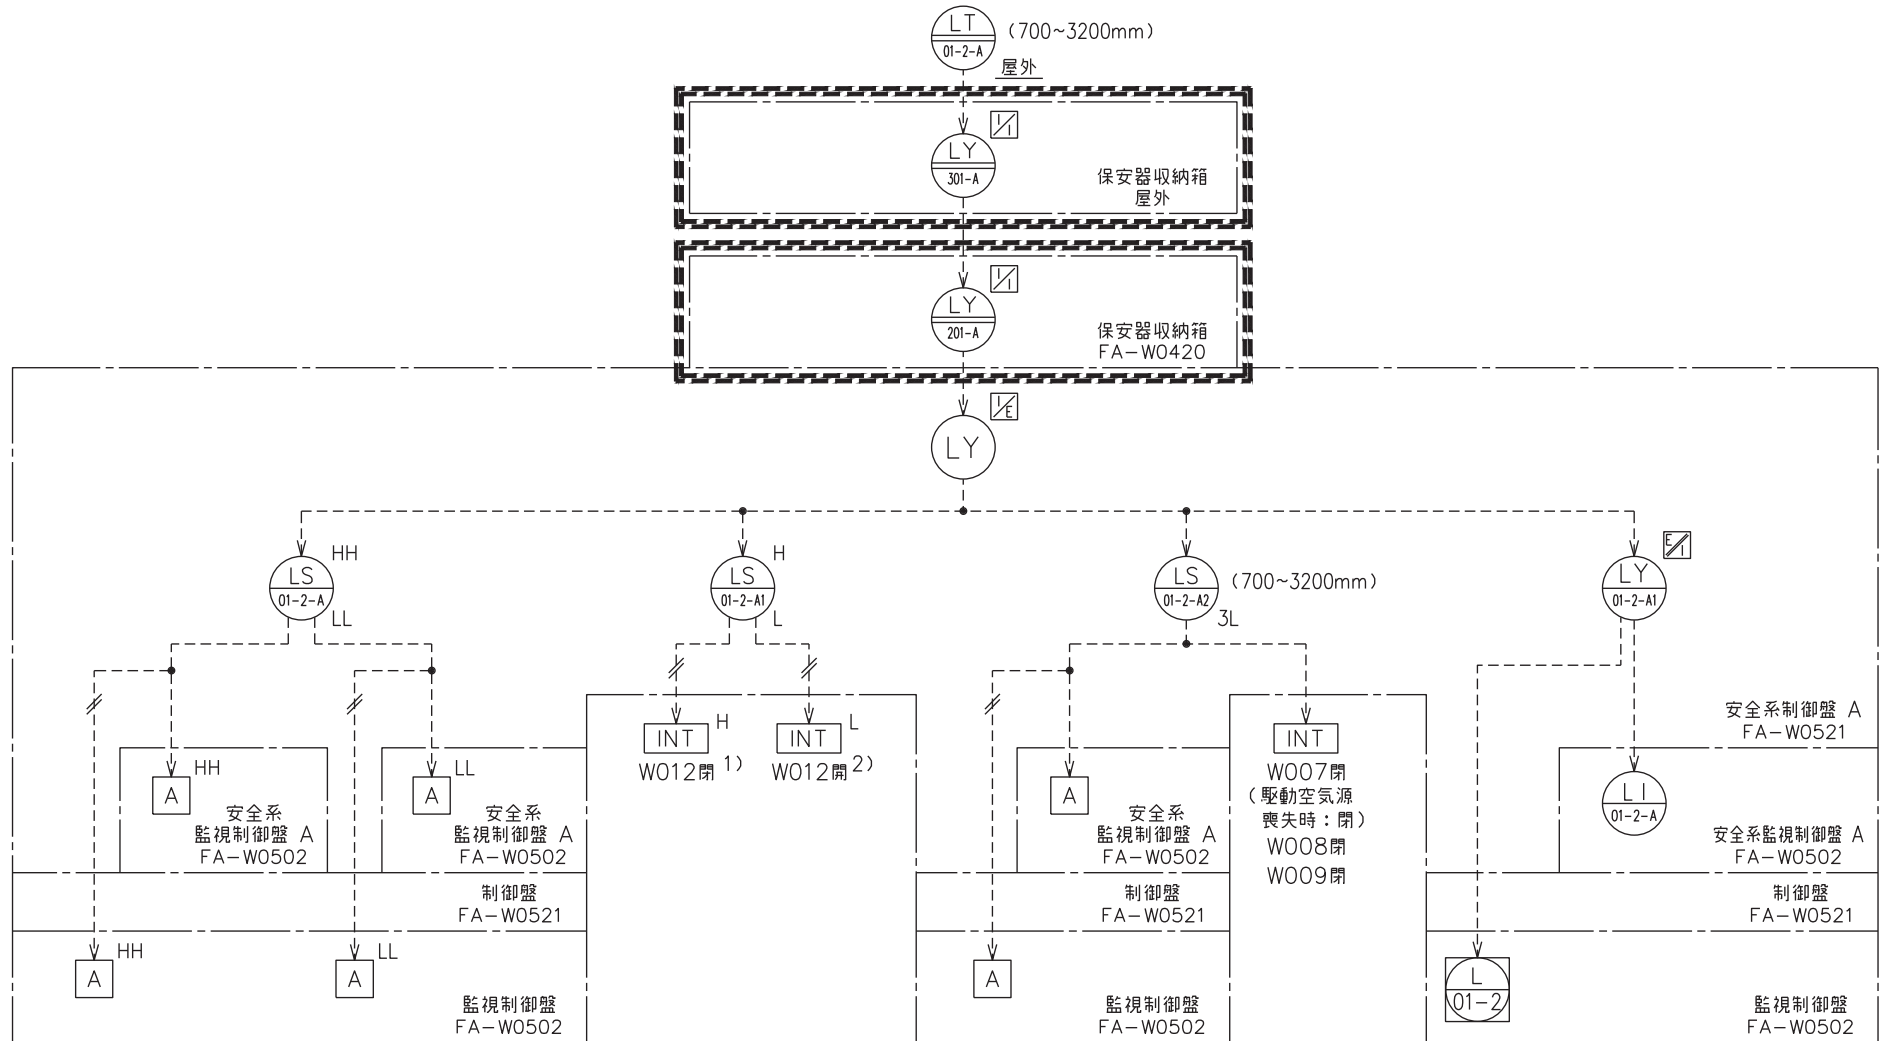 LT
01-2-A
(700~3200mm)
屋外
I/I
LY
301-A
保安器収納箱
屋外
I/I
LY
201-A
保安器収納箱
FA-W0420
I/E
LY
HH
LS
01-2-A
LL
H
LS
01-2-A1
L
LS
01-2-A2
(700~3200mm)
3L
E/I
LY
01-2-A1
INT
H
W012閉 1)
INT
L
W012開 2)
INT
W007閉
(駆動空気源
喪失時：閉)
W008閉
W009閉
安全系制御盤 A
FA-W0521
A
HH
安全系
監視制御盤 A
FA-W0502
A
LL
安全系
監視制御盤 A
FA-W0502
A
安全系
監視制御盤 A
FA-W0502
LI
01-2-A
安全系監視制御盤 A
FA-W0502
制御盤
FA-W0521
制御盤
FA-W0521
制御盤
FA-W0521
A
HH
A
LL
監視制御盤
FA-W0502
A
監視制御盤
FA-W0502
L
01-2
監視制御盤
FA-W0502